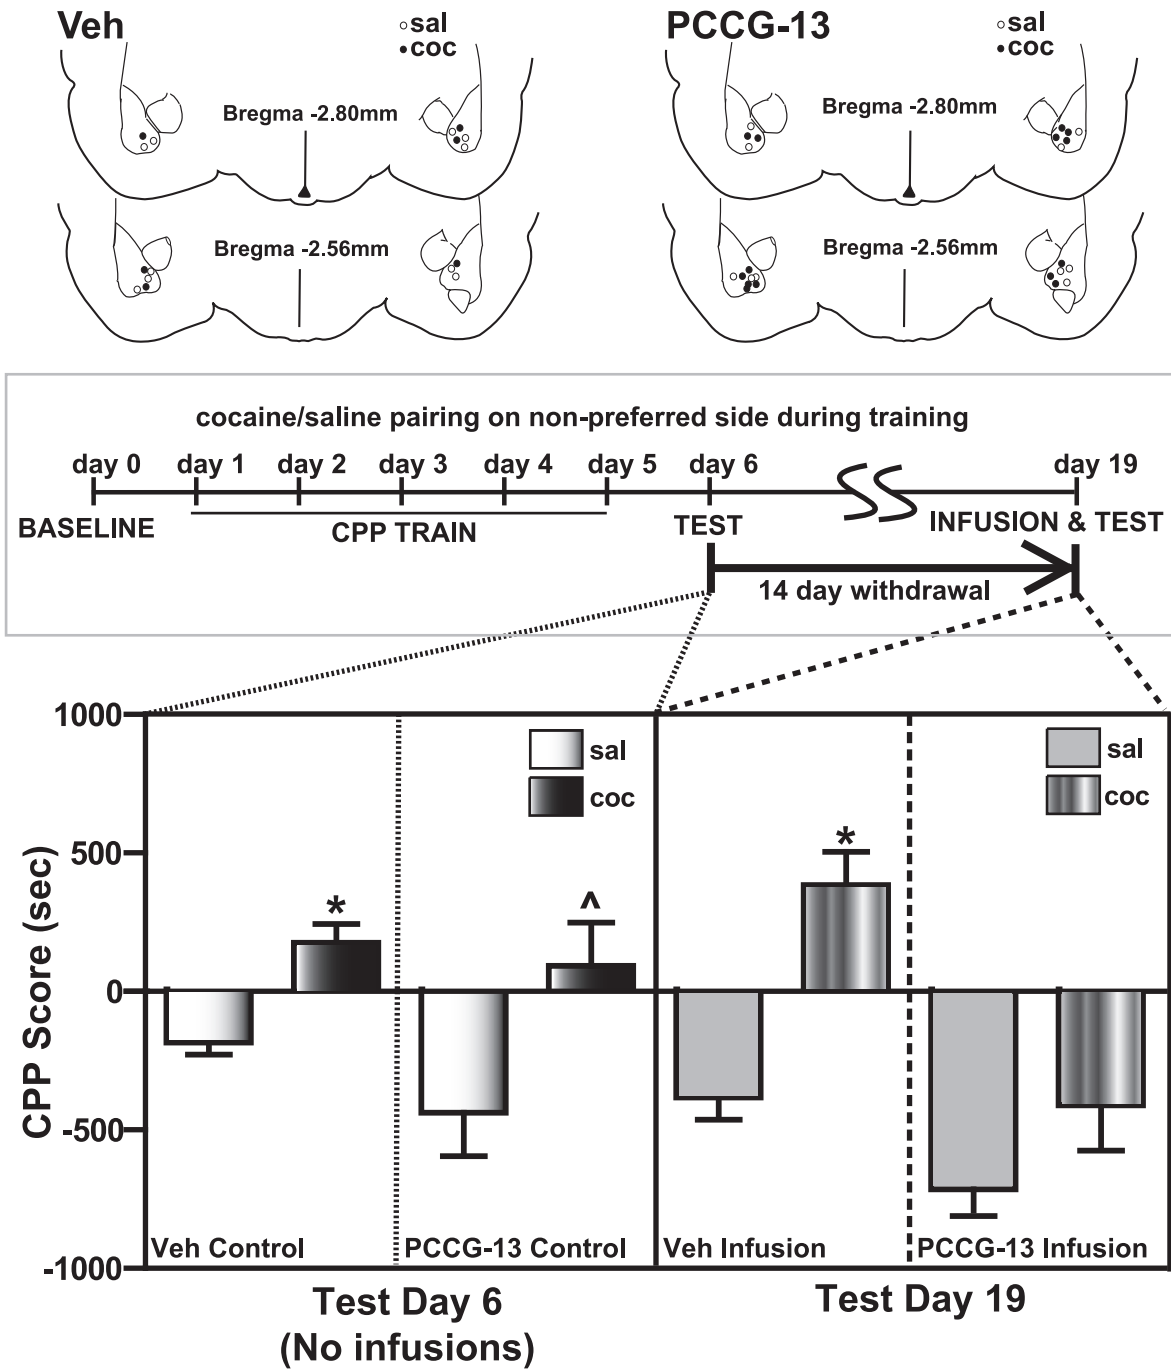 Veh
sal
coc
Bregma -2.80mm
Bregma -2.56mm
PCCG-13
sal
coc
Bregma -2.80mm
Bregma -2.56mm
cocaine/saline pairing on non-preferred side during training
day 0 day 1 day 2 day 3 day 4 day 5 day 6 day 19
BASELINE CPP TRAIN TEST INFUSION & TEST
14 day withdrawal
CPP Score (sec)
1000
500
0
-500
-1000
sal
coc
sal
coc
*
^
*
Veh Control PCCG-13 Control Veh Infusion PCCG-13 Infusion
Test Day 6
(No infusions)
Test Day 19